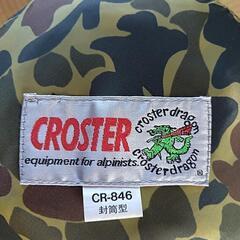 CROSTER
equipment for alpinists.
crosterdragon
crosterdragon
CR-846
封筒型